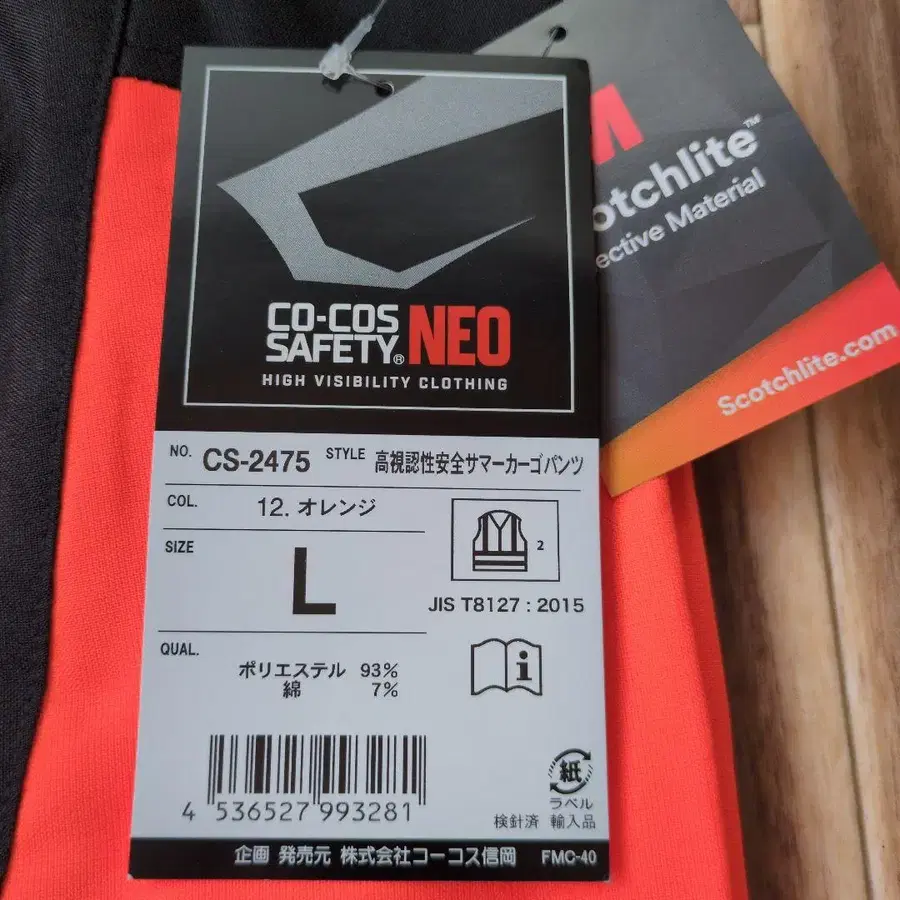 CO-COS
SAFETY® NEO
HIGH VISIBILITY CLOTHING
NO. CS-2475 STYLE 高視認性安全サマーカーゴパンツ
COL. 12. オレンジ
2
SIZE L
JIS T8127 : 2015
QUAL.
ポリエステル 93%
綿 7%
i
4 536527 993281
紙
ラベル
検針済 輸入品
企画 発売元 株式会社コーコス信岡 FMC-40
M
otchlite™
ective Material
Scotchlite.com